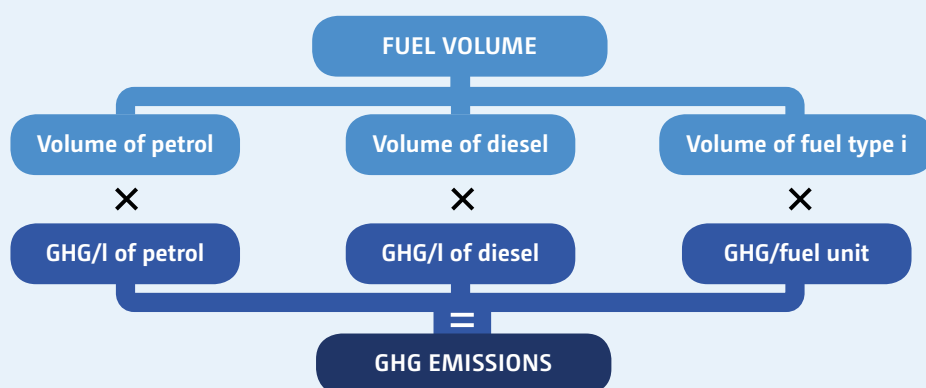 FUEL VOLUME
Volume of petrol
Volume of diesel
Volume of fuel type i
× × ×
GHG/l of petrol
GHG/l of diesel
GHG/fuel unit
=
GHG EMISSIONS